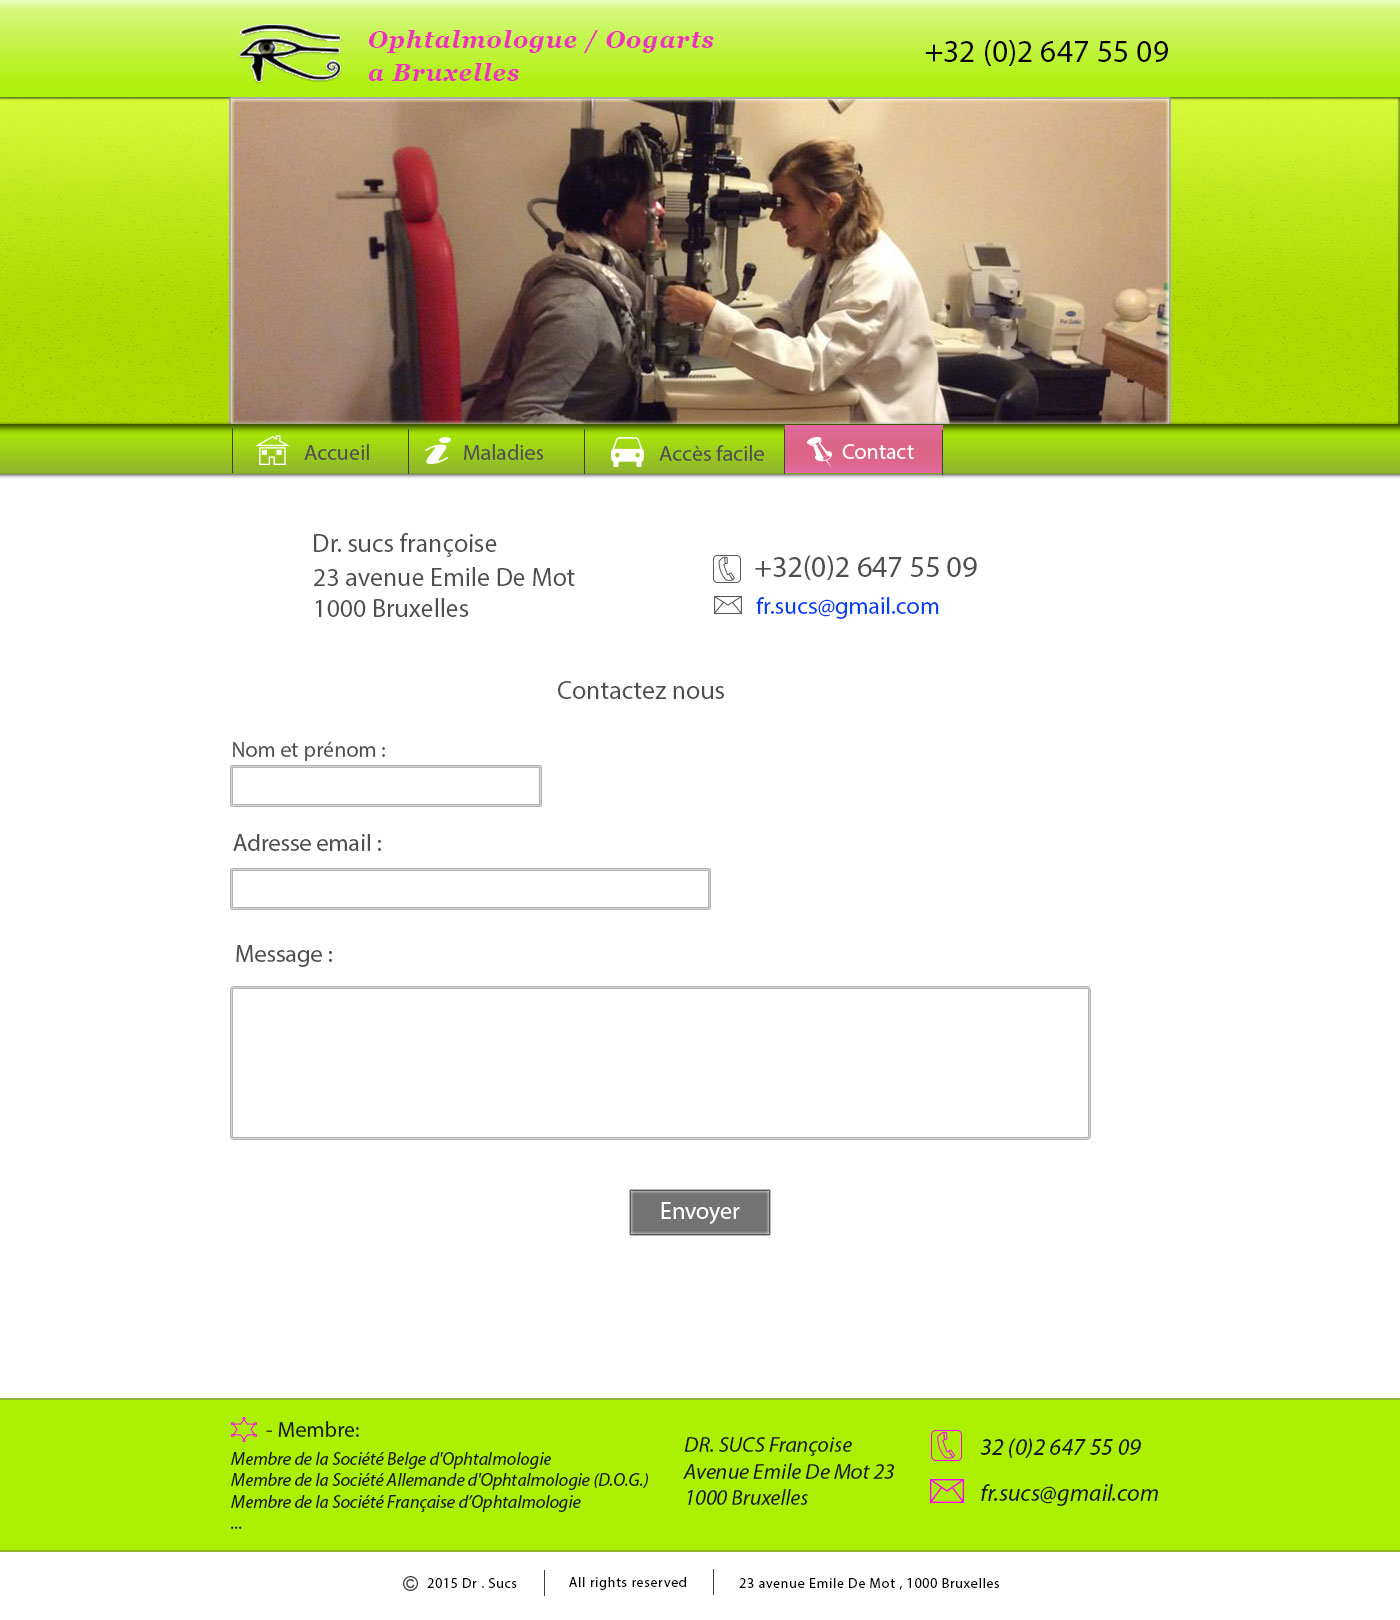 Ophtalmologue / Oogarts
a Bruxelles
+32 (0)2 647 55 09
Accueil
Maladies
Accès facile
Contact
Dr. sucs françoise
23 avenue Emile De Mot
1000 Bruxelles
+32(0)2 647 55 09
fr.sucs@gmail.com
Contactez nous
Nom et prénom :
Adresse email :
Message :
Envoyer
- Membre:
Membre de la Société Belge d'Ophtalmologie
Membre de la Société Allemande d'Ophtalmologie (D.O.G.)
Membre de la Société Française d’Ophtalmologie
...
DR. SUCS Françoise
Avenue Emile De Mot 23
1000 Bruxelles
32 (0)2 647 55 09
fr.sucs@gmail.com
© 2015 Dr . Sucs
All rights reserved
23 avenue Emile De Mot , 1000 Bruxelles